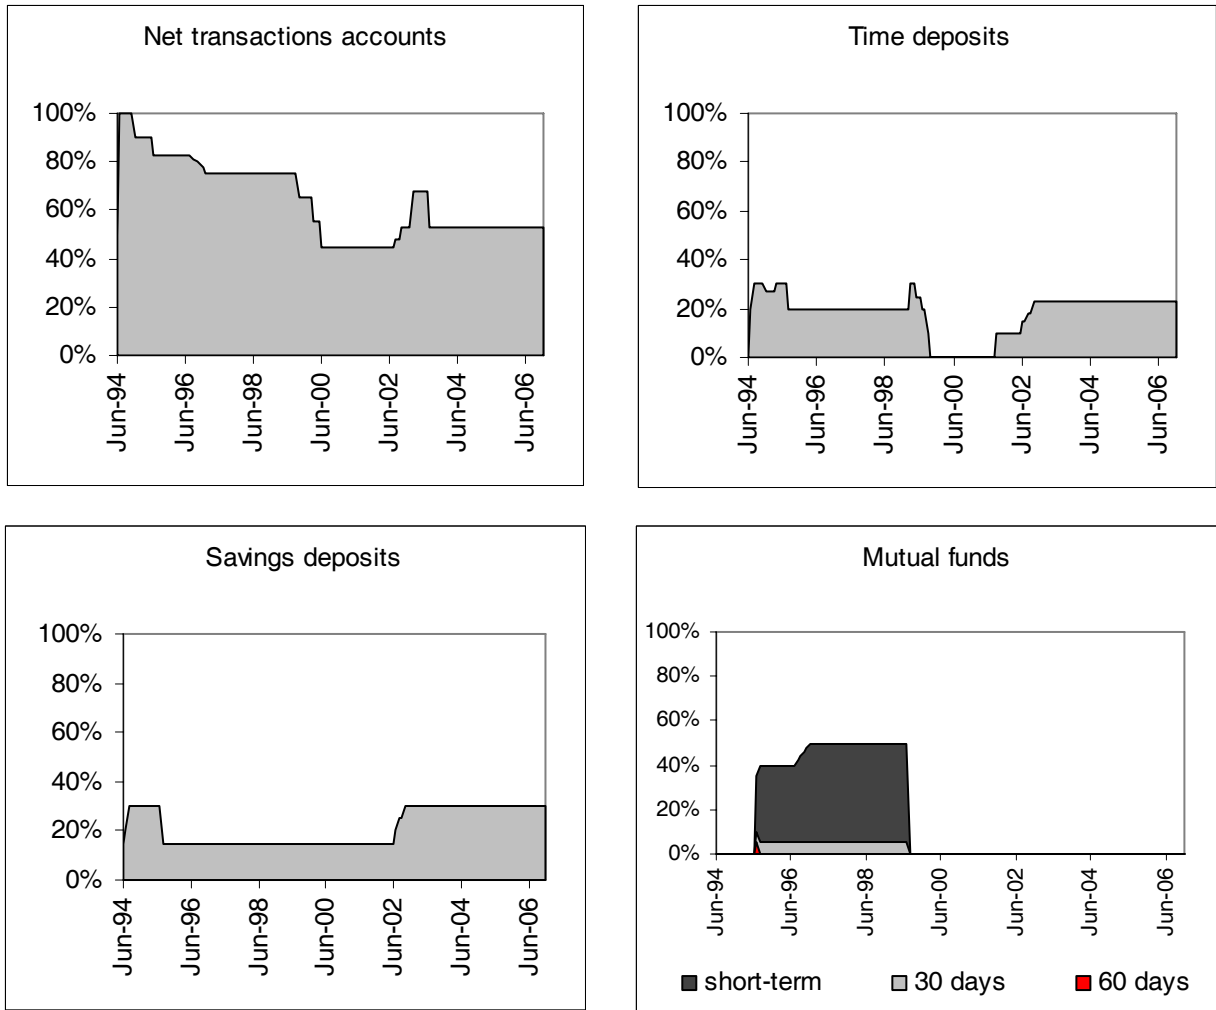 Net transactions accounts
100%
80%
60%
40%
20%
0%
Jun-94
Jun-96
Jun-98
Jun-00
Jun-02
Jun-04
Jun-06
Time deposits
100%
80%
60%
40%
20%
0%
Jun-94
Jun-96
Jun-98
Jun-00
Jun-02
Jun-04
Jun-06
Savings deposits
100%
80%
60%
40%
20%
0%
Jun-94
Jun-96
Jun-98
Jun-00
Jun-02
Jun-04
Jun-06
Mutual funds
100%
80%
60%
40%
20%
0%
Jun-94
Jun-96
Jun-98
Jun-00
Jun-02
Jun-04
Jun-06
short-term 30 days 60 days